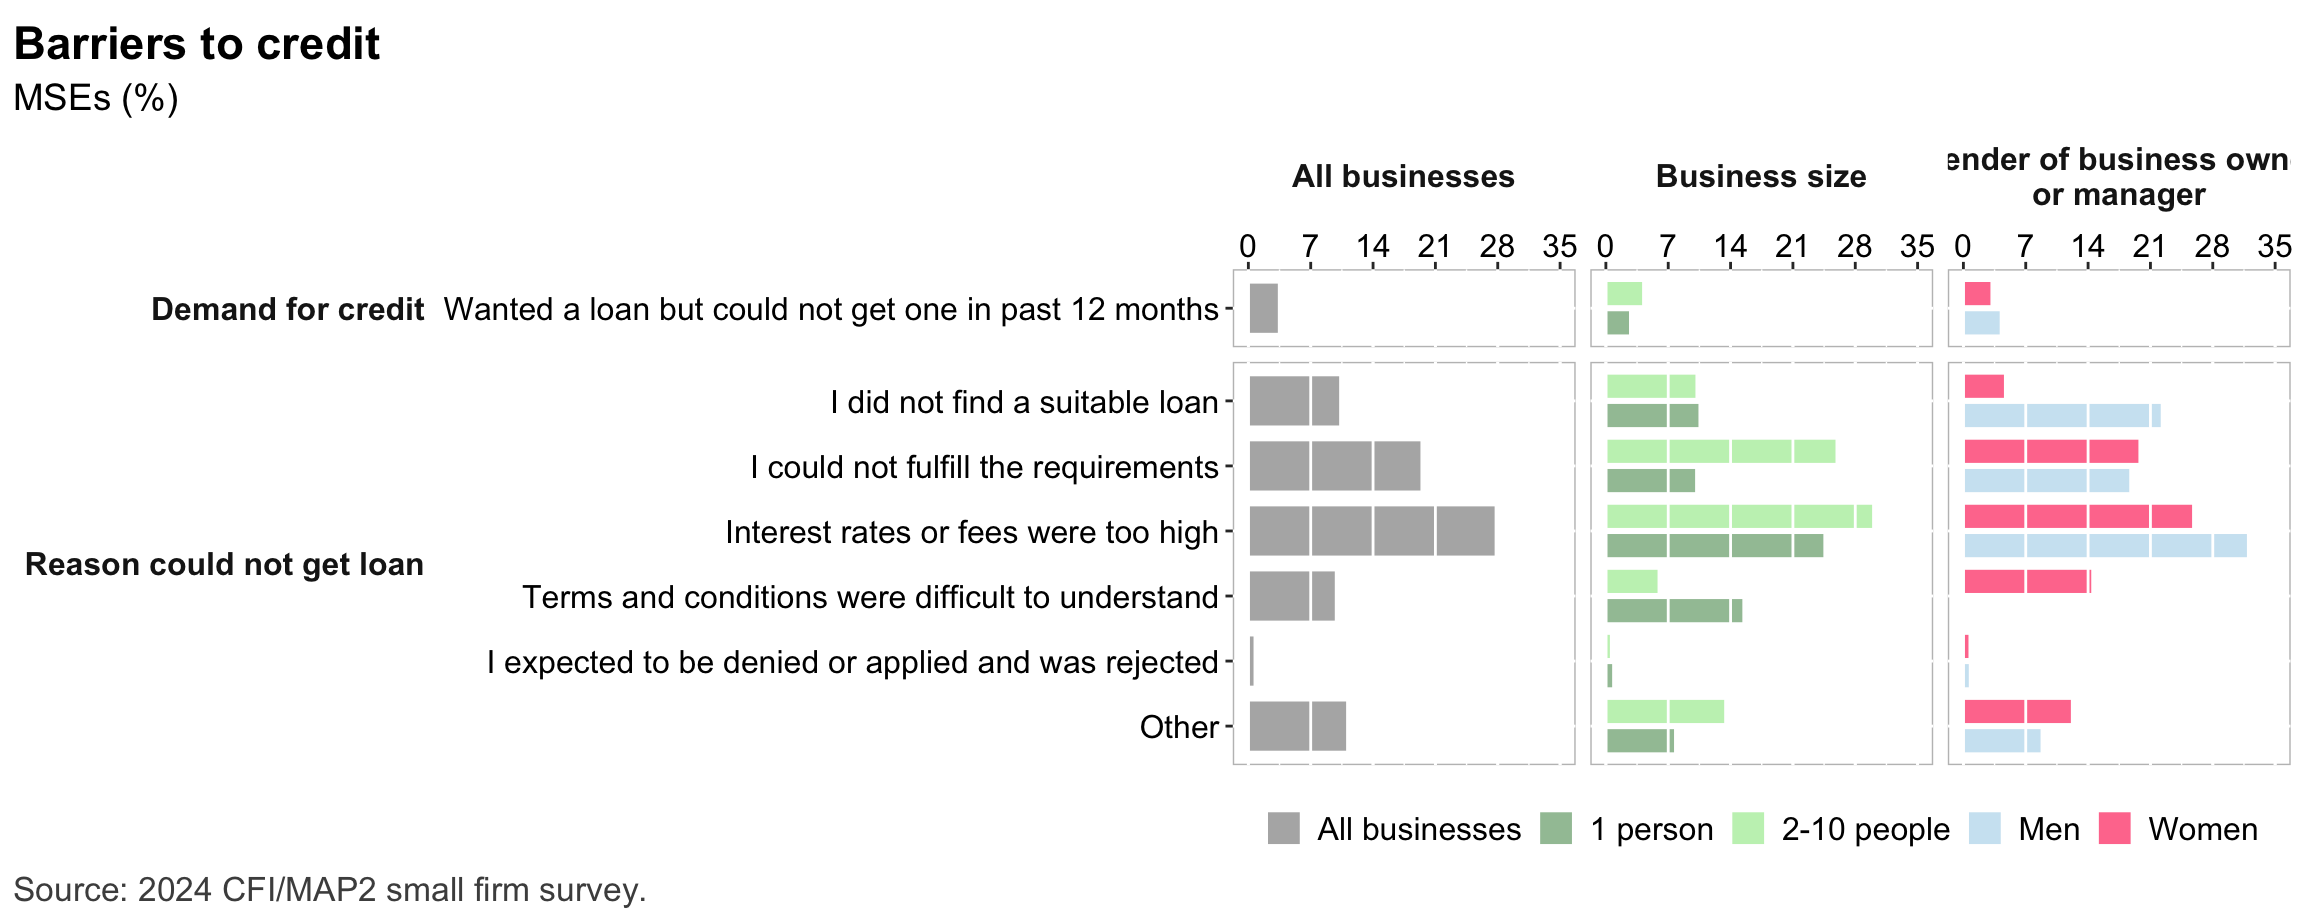 Barriers to credit
MSEs (%)
All businesses
Business size
ender of business own
or manager
0 7 14 21 28 35 0 7 14 21 28 35 0 7 14 21 28 35
Demand for credit Wanted a loan but could not get one in past 12 months
I did not find a suitable loan
I could not fulfill the requirements
Interest rates or fees were too high
Reason could not get loan
Terms and conditions were difficult to understand
I expected to be denied or applied and was rejected
Other
All businesses 1 person 2-10 people Men Women
Source: 2024 CFI/MAP2 small firm survey.